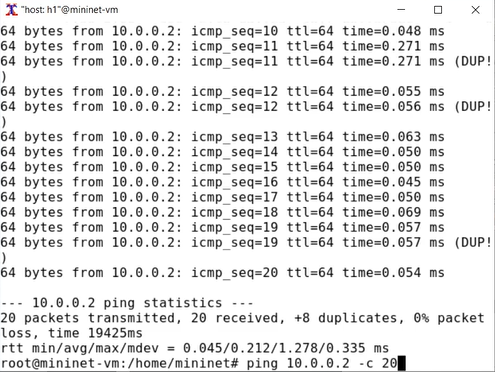 "host: h1"@mininet-vm
64 bytes from 10.0.0.2: icmp_seq=10 ttl=64 time=0.048 ms
64 bytes from 10.0.0.2: icmp_seq=11 ttl=64 time=0.271 ms
64 bytes from 10.0.0.2: icmp_seq=11 ttl=64 time=0.271 ms (DUP!
)
64 bytes from 10.0.0.2: icmp_seq=12 ttl=64 time=0.055 ms
64 bytes from 10.0.0.2: icmp_seq=12 ttl=64 time=0.056 ms (DUP!
)
64 bytes from 10.0.0.2: icmp_seq=13 ttl=64 time=0.063 ms
64 bytes from 10.0.0.2: icmp_seq=14 ttl=64 time=0.050 ms
64 bytes from 10.0.0.2: icmp_seq=15 ttl=64 time=0.050 ms
64 bytes from 10.0.0.2: icmp_seq=16 ttl=64 time=0.045 ms
64 bytes from 10.0.0.2: icmp_seq=17 ttl=64 time=0.050 ms
64 bytes from 10.0.0.2: icmp_seq=18 ttl=64 time=0.069 ms
64 bytes from 10.0.0.2: icmp_seq=19 ttl=64 time=0.057 ms
64 bytes from 10.0.0.2: icmp_seq=19 ttl=64 time=0.057 ms (DUP!
)
64 bytes from 10.0.0.2: icmp_seq=20 ttl=64 time=0.054 ms
--- 10.0.0.2 ping statistics ---
20 packets transmitted, 20 received, +8 duplicates, 0% packet
loss, time 19425ms
rtt min/avg/max/mdev = 0.045/0.212/1.278/0.335 ms
root@mininet-vm:/home/mininet# ping 10.0.0.2 -c 20